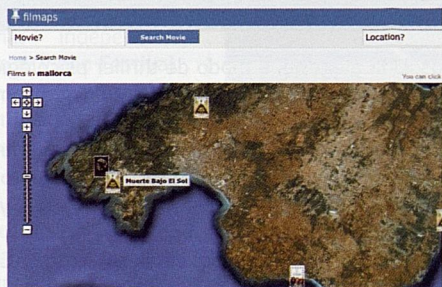 filmaps
Movie? Search Movie Location?
Home > Search Movie
Films in mallorca You can click
Muerte Bajo El Sol